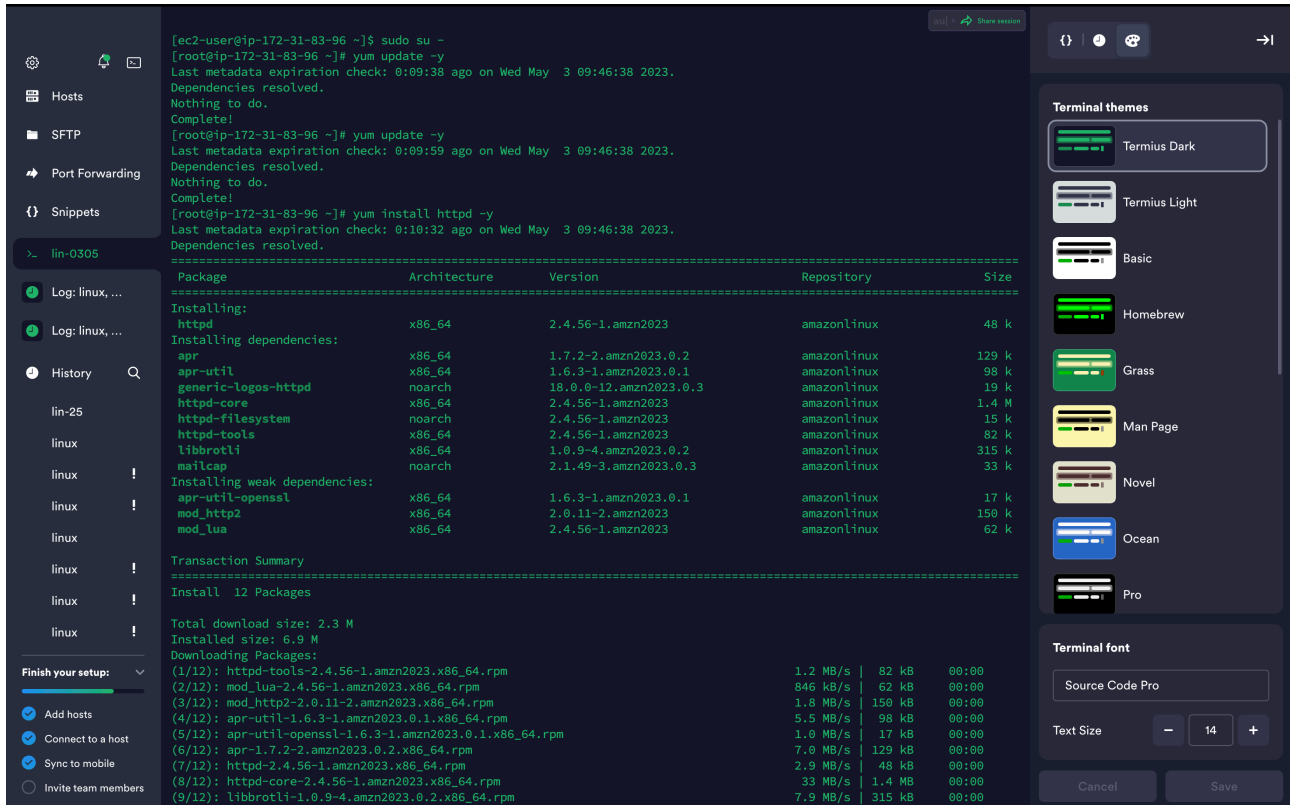 Hosts
SFTP
Port Forwarding
{} Snippets
>_ lin-0305
Log: linux, ...
Log: linux, ...
History
lin-25
linux
linux !
linux !
linux
linux !
linux !
linux !
Finish your setup:
Add hosts
Connect to a host
Sync to mobile
Invite team members
Share session
[ec2-user@ip-172-31-83-96 ~]$ sudo su -
[root@ip-172-31-83-96 ~]# yum update -y
Last metadata expiration check: 0:09:38 ago on Wed May  3 09:46:38 2023.
Dependencies resolved.
Nothing to do.
Complete!
[root@ip-172-31-83-96 ~]# yum update -y
Last metadata expiration check: 0:09:59 ago on Wed May  3 09:46:38 2023.
Dependencies resolved.
Nothing to do.
Complete!
[root@ip-172-31-83-96 ~]# yum install httpd -y
Last metadata expiration check: 0:10:32 ago on Wed May  3 09:46:38 2023.
Dependencies resolved.
Package Architecture Version Repository Size
Installing:
httpd x86_64 2.4.56-1.amzn2023 amazonlinux 48 k
Installing dependencies:
apr x86_64 1.7.2-2.amzn2023.0.2 amazonlinux 129 k
apr-util x86_64 1.6.3-1.amzn2023.0.1 amazonlinux 98 k
generic-logos-httpd noarch 18.0.0-12.amzn2023.0.3 amazonlinux 19 k
httpd-core x86_64 2.4.56-1.amzn2023 amazonlinux 1.4 M
httpd-filesystem noarch 2.4.56-1.amzn2023 amazonlinux 15 k
httpd-tools x86_64 2.4.56-1.amzn2023 amazonlinux 82 k
libbrotli x86_64 1.0.9-4.amzn2023.0.2 amazonlinux 315 k
mailcap noarch 2.1.49-3.amzn2023.0.3 amazonlinux 33 k
Installing weak dependencies:
apr-util-openssl x86_64 1.6.3-1.amzn2023.0.1 amazonlinux 17 k
mod_http2 x86_64 2.0.11-2.amzn2023 amazonlinux 150 k
mod_lua x86_64 2.4.56-1.amzn2023 amazonlinux 62 k
Transaction Summary
Install  12 Packages
Total download size: 2.3 M
Installed size: 6.9 M
Downloading Packages:
(1/12): httpd-tools-2.4.56-1.amzn2023.x86_64.rpm 1.2 MB/s |  82 kB 00:00
(2/12): mod_lua-2.4.56-1.amzn2023.x86_64.rpm 846 kB/s |  62 kB 00:00
(3/12): mod_http2-2.0.11-2.amzn2023.x86_64.rpm 1.8 MB/s | 150 kB 00:00
(4/12): apr-util-1.6.3-1.amzn2023.0.1.x86_64.rpm 5.5 MB/s |  98 kB 00:00
(5/12): apr-util-openssl-1.6.3-1.amzn2023.0.1.x86_64.rpm 1.0 MB/s |  17 kB 00:00
(6/12): apr-1.7.2-2.amzn2023.0.2.x86_64.rpm 7.0 MB/s | 129 kB 00:00
(7/12): httpd-2.4.56-1.amzn2023.x86_64.rpm 2.9 MB/s |  48 kB 00:00
(8/12): httpd-core-2.4.56-1.amzn2023.x86_64.rpm 33 MB/s | 1.4 MB 00:00
(9/12): libbrotli-1.0.9-4.amzn2023.0.2.x86_64.rpm 7.9 MB/s | 315 kB 00:00
{}
Terminal themes
Termius Dark
Termius Light
Basic
Homebrew
Grass
Man Page
Novel
Ocean
Pro
Terminal font
Source Code Pro
Text Size − 14 +
Cancel Save